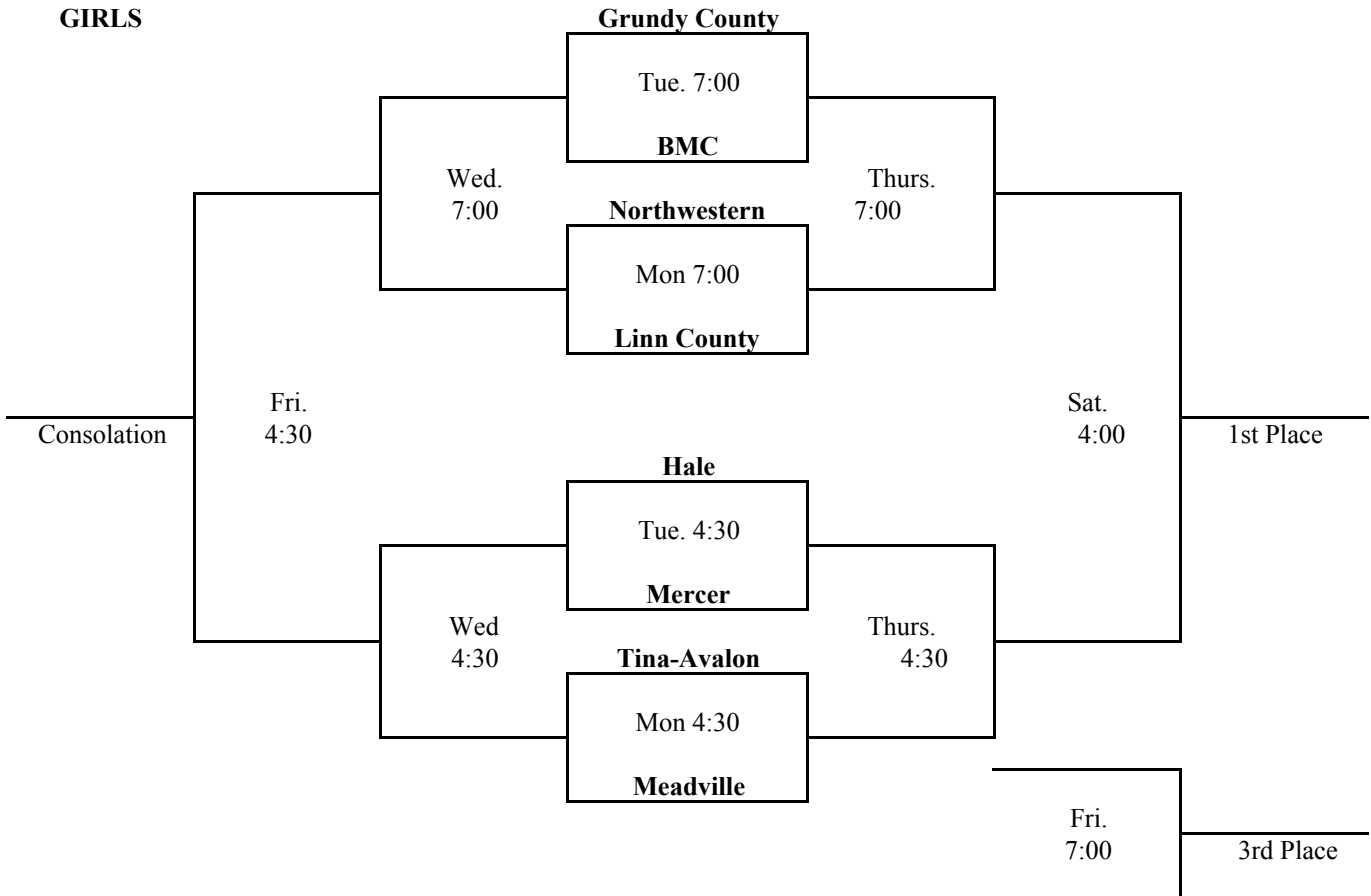 GIRLS
Grundy County
Tue. 7:00
BMC
Wed.
7:00
Thurs.
7:00
Northwestern
Mon 7:00
Linn County
Fri.
4:30
Consolation
Sat.
4:00
1st Place
Hale
Tue. 4:30
Mercer
Wed
4:30
Thurs.
4:30
Tina-Avalon
Mon 4:30
Meadville
Fri.
7:00
3rd Place